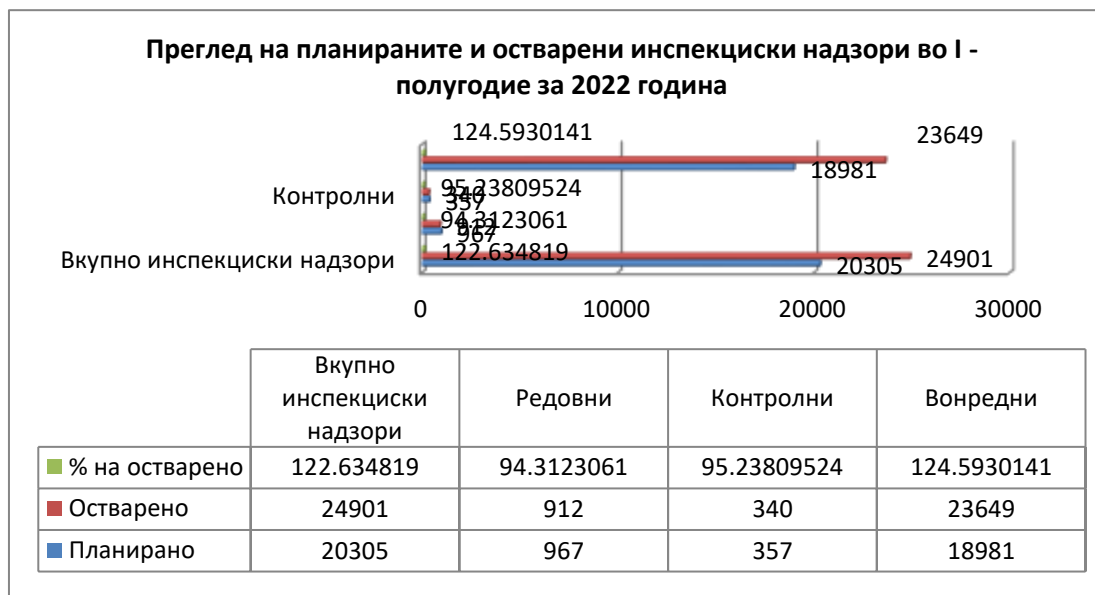 Преглед на планираните и остварени инспекциски надзори во I -
полугодие за 2022 година
124.5930141
23649
18981
Контролни
95.23809524
340
357
94.3123061
912
967
Вкупно инспекциски надзори
122.634819
24901
20305
0 10000 20000 30000
Вкупно
инспекциски
надзори
Редовни Контролни Вонредни
% на остварено 122.634819 94.3123061 95.23809524 124.5930141
Остварено 24901 912 340 23649
Планирано 20305 967 357 18981